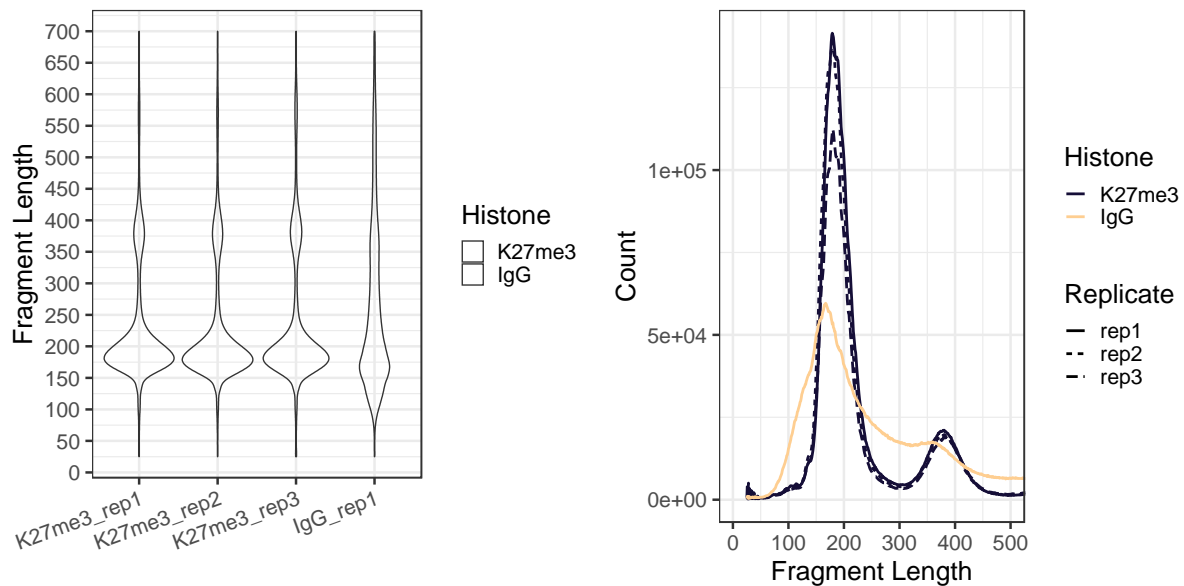 Fragment Length
700
650
600
550
500
450
400
350
300
250
200
150
100
50
0
K27me3_rep1
K27me3_rep2
K27me3_rep3
IgG_rep1
Histone
K27me3
IgG
Count
1e+05
5e+04
0e+00
0 100 200 300 400 500
Fragment Length
Histone
K27me3
IgG
Replicate
rep1
rep2
rep3